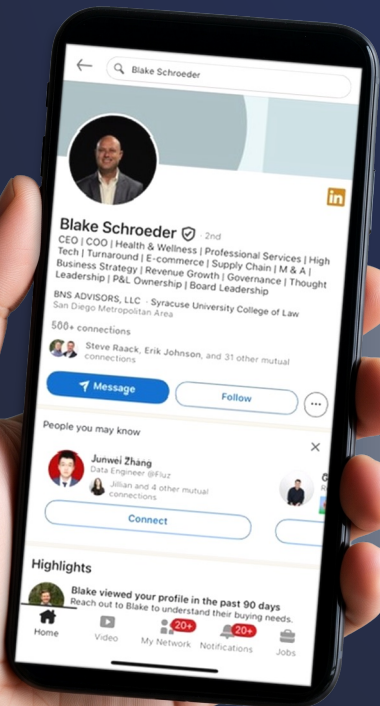 Blake Schroeder
in
Blake Schroeder · 2nd
CEO | COO | Health & Wellness | Professional Services | High
Tech | Turnaround | E-commerce | Supply Chain | M & A |
Business Strategy | Revenue Growth | Governance | Thought
Leadership | P&L Ownership | Board Leadership
BNS ADVISORS, LLC · Syracuse University College of Law
San Diego Metropolitan Area
500+ connections
Steve Raack, Erik Johnson, and 31 other mutual
connections
Message
Follow
People you may know
Junwei Zhang
Data Engineer @Fluz
Jillian and 4 other mutual
connections
Connect
Highlights
Blake viewed your profile in the past 90 days
Reach out to Blake to understand their buying needs.
20+
20+
Home
Video
My Network
Notifications
Jobs